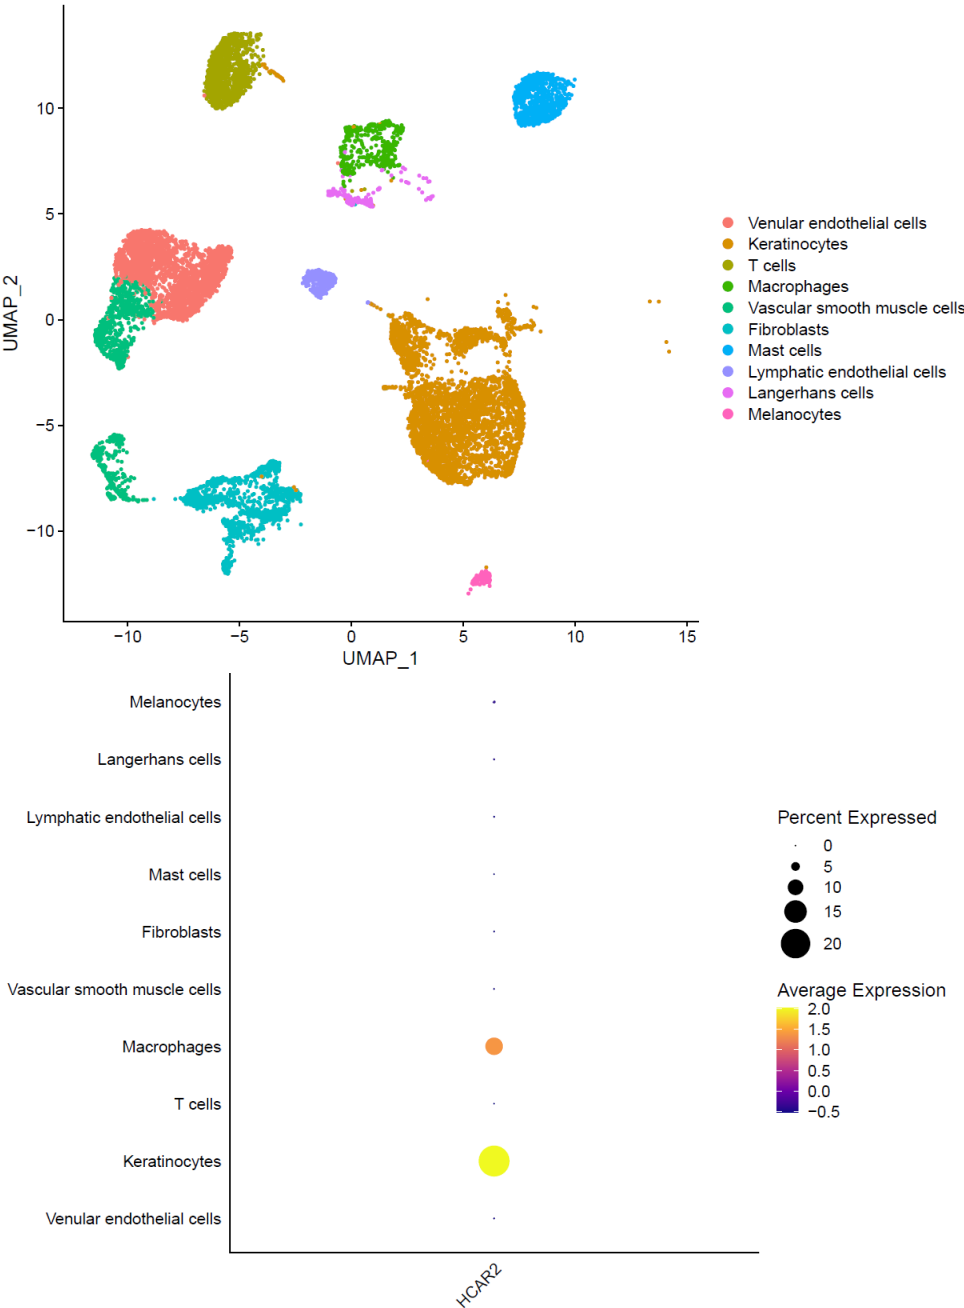 10
5
0
−5
−10
UMAP_2
−10
−5
0
5
10
15
UMAP_1
Venular endothelial cells
Keratinocytes
T cells
Macrophages
Vascular smooth muscle cells
Fibroblasts
Mast cells
Lymphatic endothelial cells
Langerhans cells
Melanocytes
Melanocytes
Langerhans cells
Lymphatic endothelial cells
Mast cells
Fibroblasts
Vascular smooth muscle cells
Macrophages
T cells
Keratinocytes
Venular endothelial cells
HCAR2
Percent Expressed
0
5
10
15
20
Average Expression
2.0
1.5
1.0
0.5
0.0
−0.5